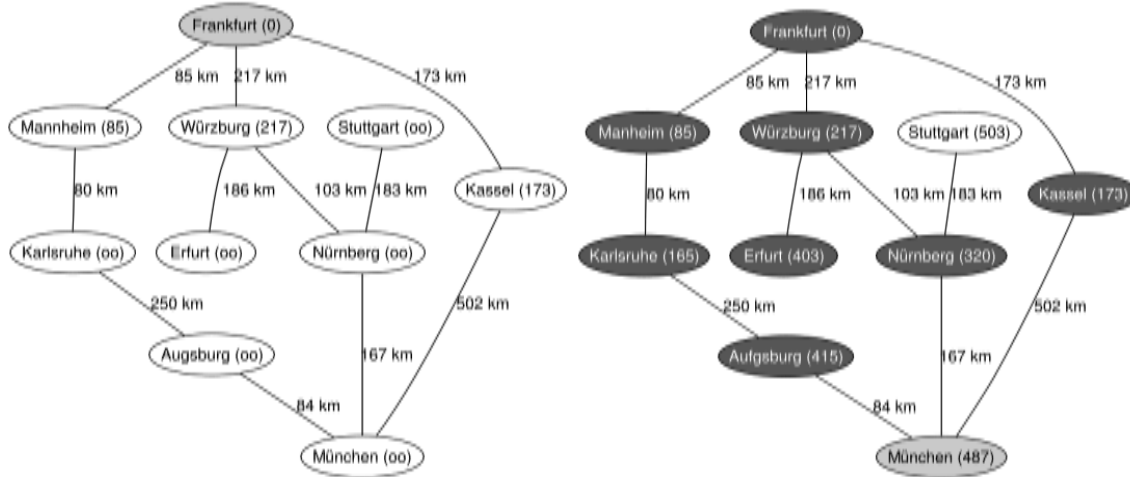 Frankfurt (0)
85 km
217 km
173 km
Mannheim (85)
Würzburg (217)
Stuttgart (oo)
80 km
186 km
103 km
183 km
Kassel (173)
Karlsruhe (oo)
Erfurt (oo)
Nürnberg (oo)
250 km
502 km
Augsburg (oo)
167 km
84 km
München (oo)
Frankfurt (0)
85 km
217 km
173 km
Manheim (85)
Würzburg (217)
Stuttgart (503)
80 km
186 km
103 km
183 km
Kassel (173)
Karlsruhe (165)
Erfurt (403)
Nürnberg (320)
250 km
502 km
Aufgsburg (415)
167 km
84 km
München (487)